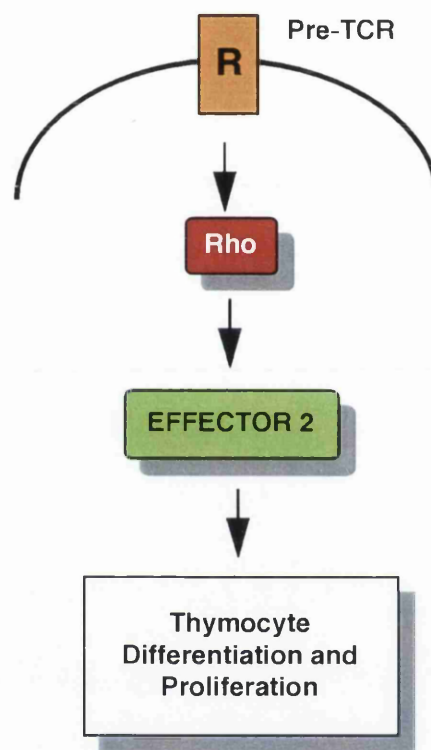 Pre-TCR
R
Rho
EFFECTOR 2
Thymocyte
Differentiation and
Proliferation